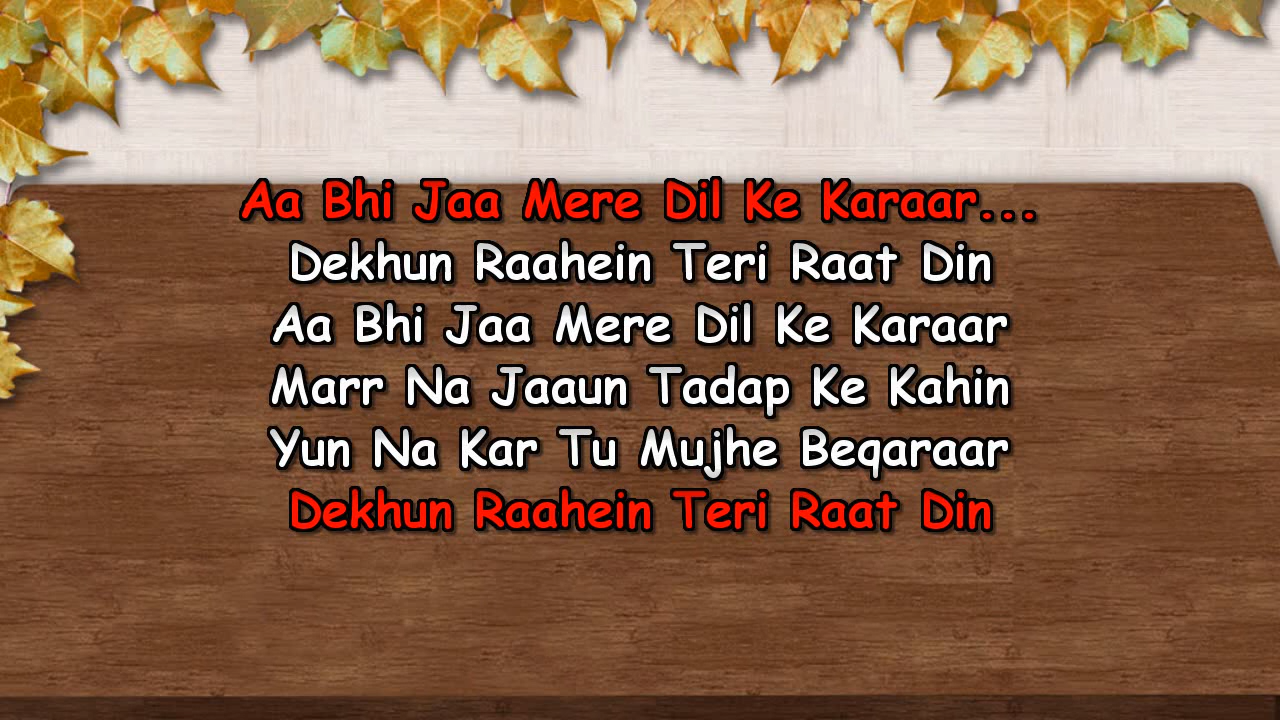 Aa Bhi Jaa Mere Dil Ke Karaar...
Dekhun Raahein Teri Raat Din
Aa Bhi Jaa Mere Dil Ke Karaar
Marr Na Jaaun Tadap Ke Kahin
Yun Na Kar Tu Mujhe Beqaraar
Dekhun Raahein Teri Raat Din